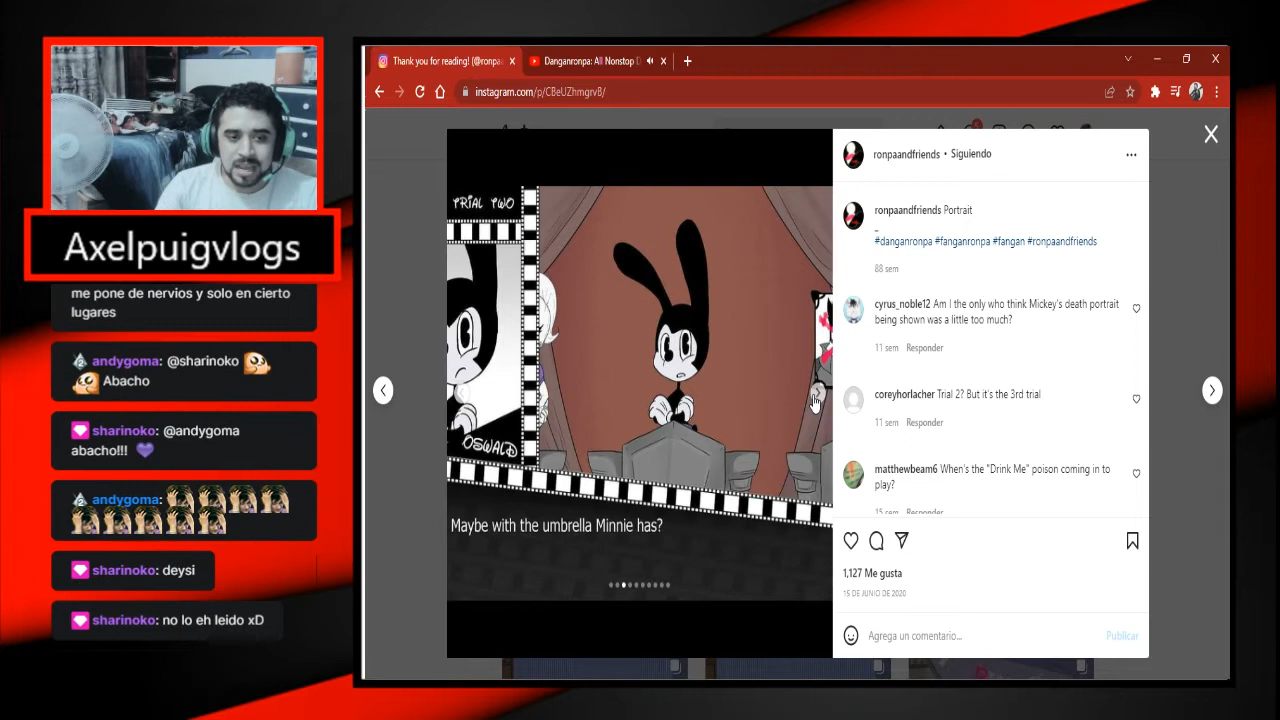 Axelpuigvlogs
me pone de nervios y solo en cierto
lugares
andygoma: @sharinoko
Abacho
sharinoko: @andygoma
abacho!!!
andygoma:
sharinoko: deysi
sharinoko: no lo eh leido xD
Thank you for reading! (@ronpa
Danganronpa: All Nonstop D
instagram.com/p/CBeUZhmgrvB/
TRIAL TWO
OSWALD
Maybe with the umbrella Minnie has?
ronpaandfriends • Siguiendo
ronpaandfriends Portrait
_
#danganronpa #fanganronpa #fangan #ronpaandfriends
88 sem
cyrus_noble12 Am I the only who think Mickey's death portrait
being shown was a little too much?
11 sem Responder
coreyhorlacher Trial 2? But it's the 3rd trial
11 sem Responder
matthewbeam6 When's the "Drink Me" poison coming in to
play?
15 sem Responder
1,127 Me gusta
15 DE JUNIO DE 2020
Agrega un comentario...
Publicar